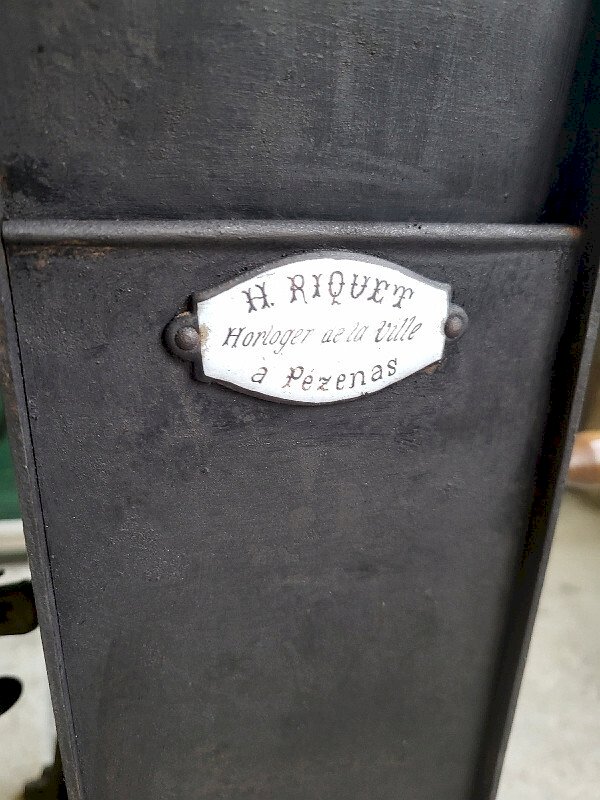 H. RIQUET
Horloger de la Ville
à Pézenas